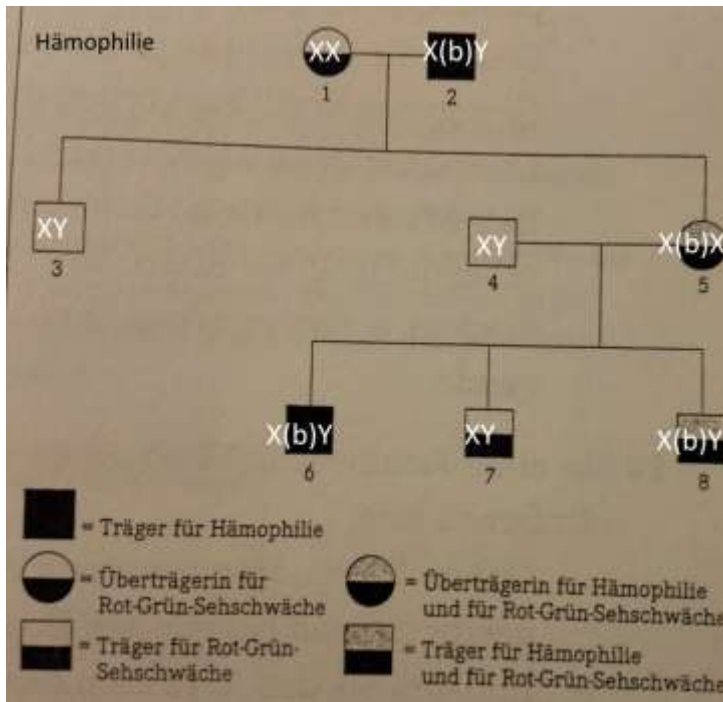 Hämophilie
XX
X(b)Y
1
2
XY
3
XY
4
X(b)X
5
X(b)Y
6
XY
7
X(b)Y
8
= Träger für Hämophilie
= Überträgerin für
Rot-Grün-Sehschwäche
= Überträgerin für Hämophilie
und für Rot-Grün-Sehschwäche
= Träger für Rot-Grün-
Sehschwäche
= Träger für Hämophilie
und für Rot-Grün-Sehschwäche